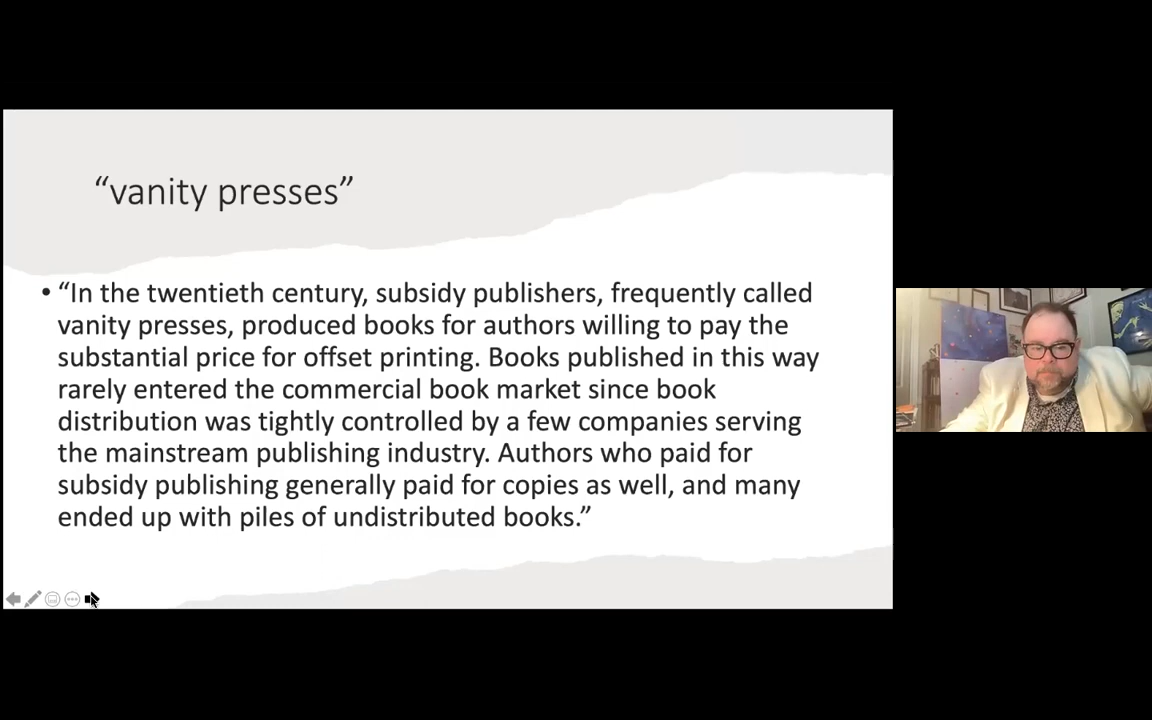 “vanity presses”
• “In the twentieth century, subsidy publishers, frequently called
vanity presses, produced books for authors willing to pay the
substantial price for offset printing. Books published in this way
rarely entered the commercial book market since book
distribution was tightly controlled by a few companies serving
the mainstream publishing industry. Authors who paid for
subsidy publishing generally paid for copies as well, and many
ended up with piles of undistributed books.”